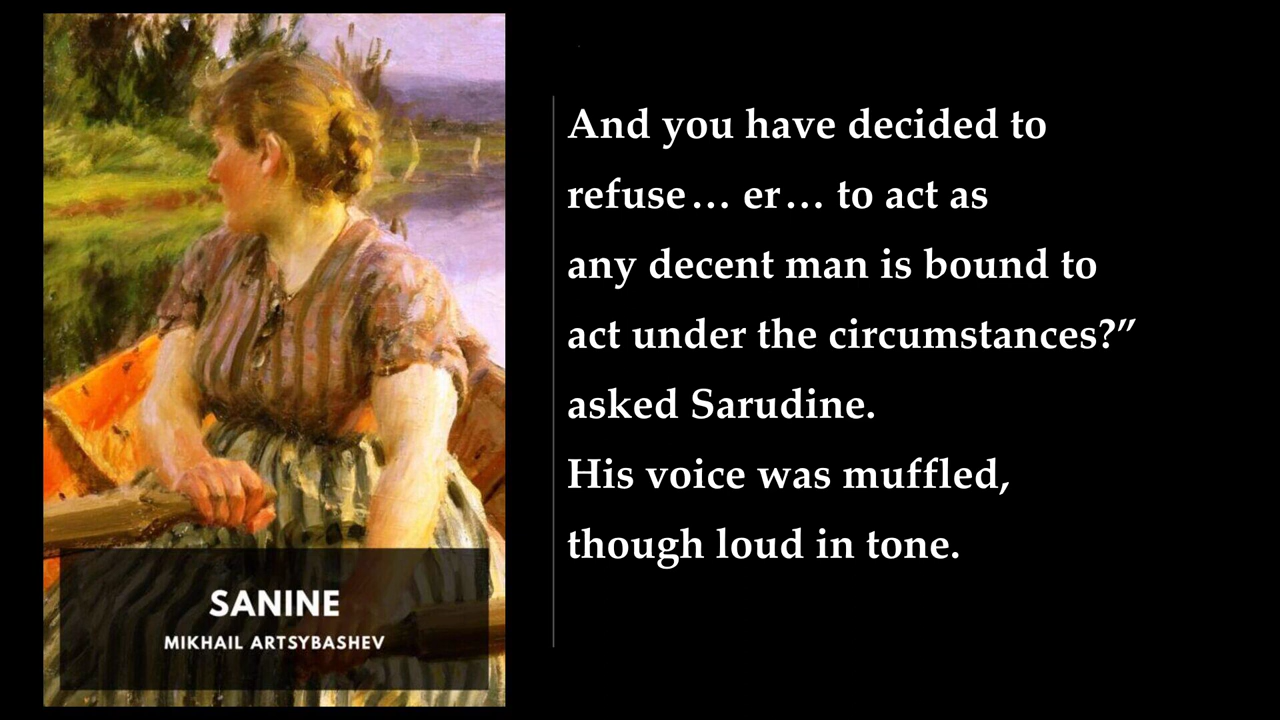 And you have decided to
refuse… er… to act as
any decent man is bound to
act under the circumstances?”
asked Sarudine.
His voice was muffled,
though loud in tone.
SANINE
MIKHAIL ARTSYBASHEV